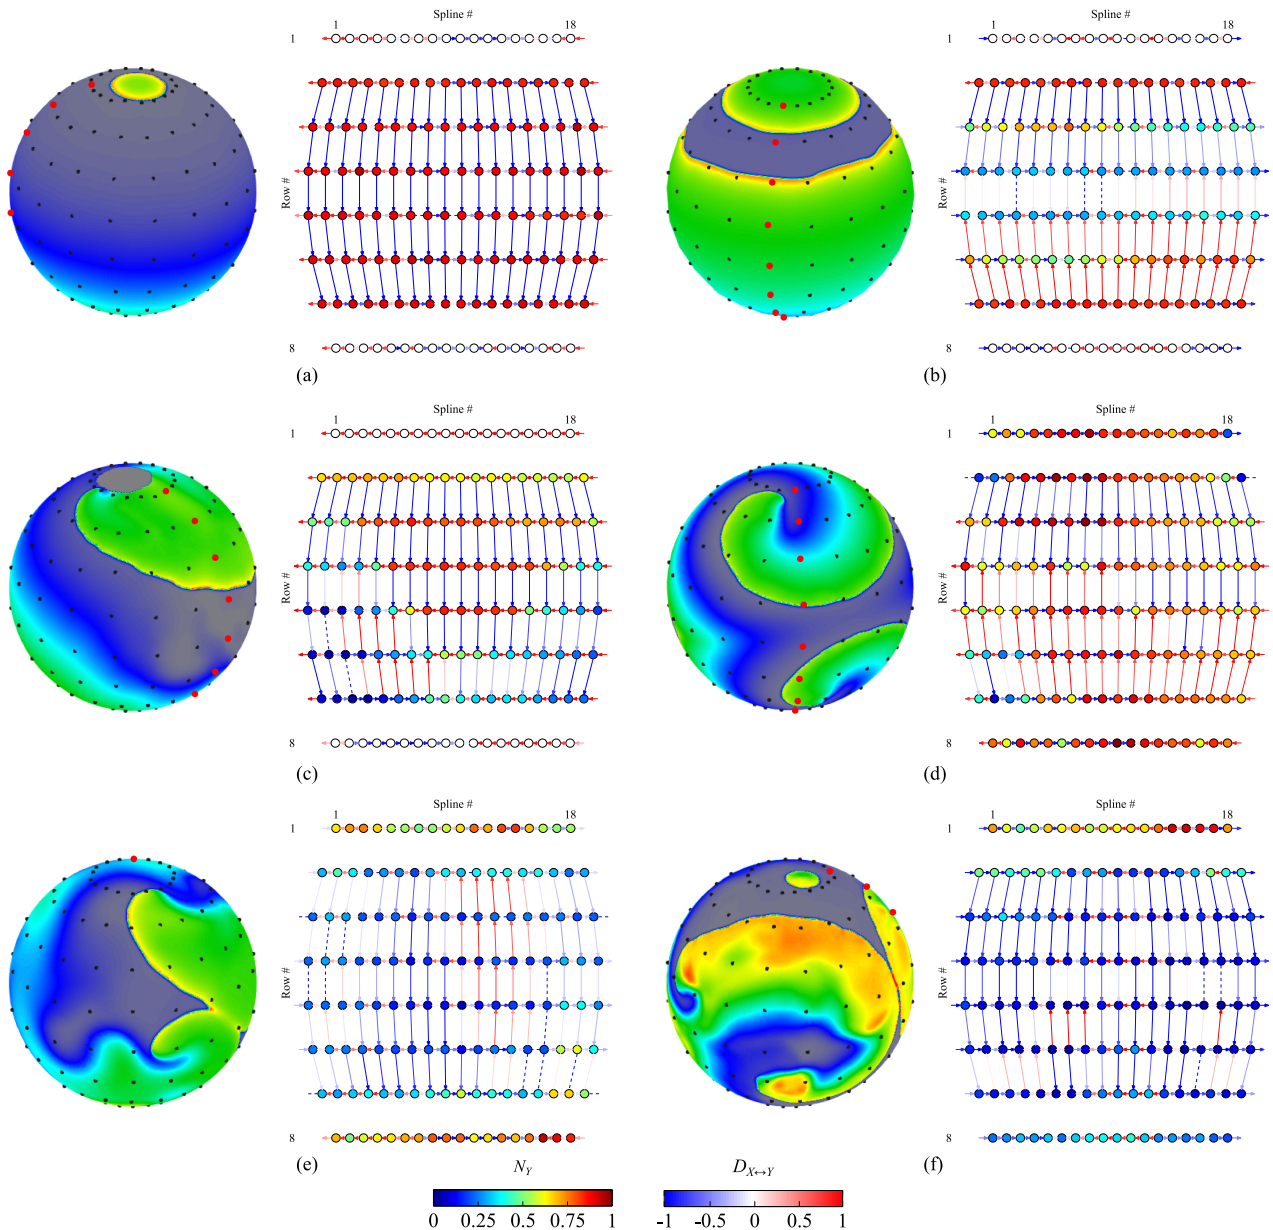 Spline #
1 18
1
Row #
8
(a)
Spline #
1 18
1
Row #
8
(b)
Spline #
1 18
1
Row #
8
(c)
Spline #
1 18
1
Row #
8
(d)
Spline #
1 18
1
Row #
8
(e)
Spline #
1 18
1
Row #
8
(f)
N_Y
0 0.25 0.75 1
D_{X↔Y}
-1 -0.5 0 0.5 1